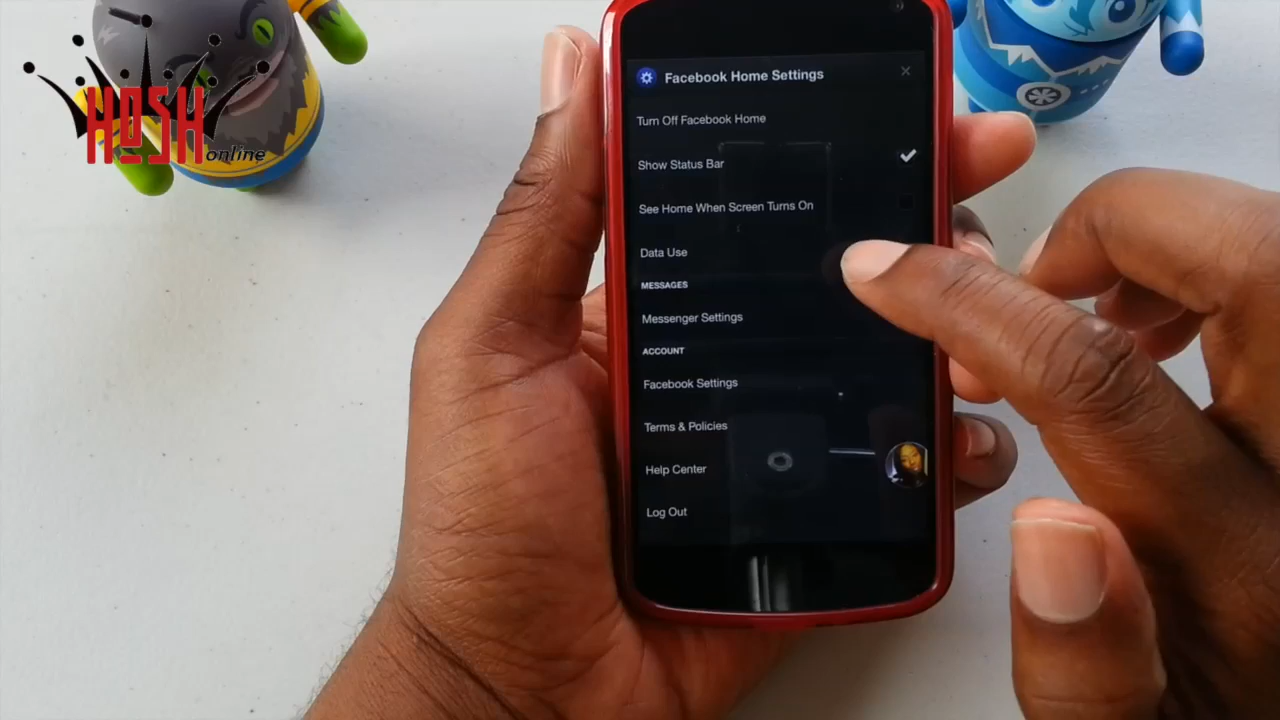 HOSH
online
Facebook Home Settings
Turn Off Facebook Home
Show Status Bar
See Home When Screen Turns On
Data Use
MESSAGES
Messenger Settings
ACCOUNT
Facebook Settings
Terms & Policies
Help Center
Log Out